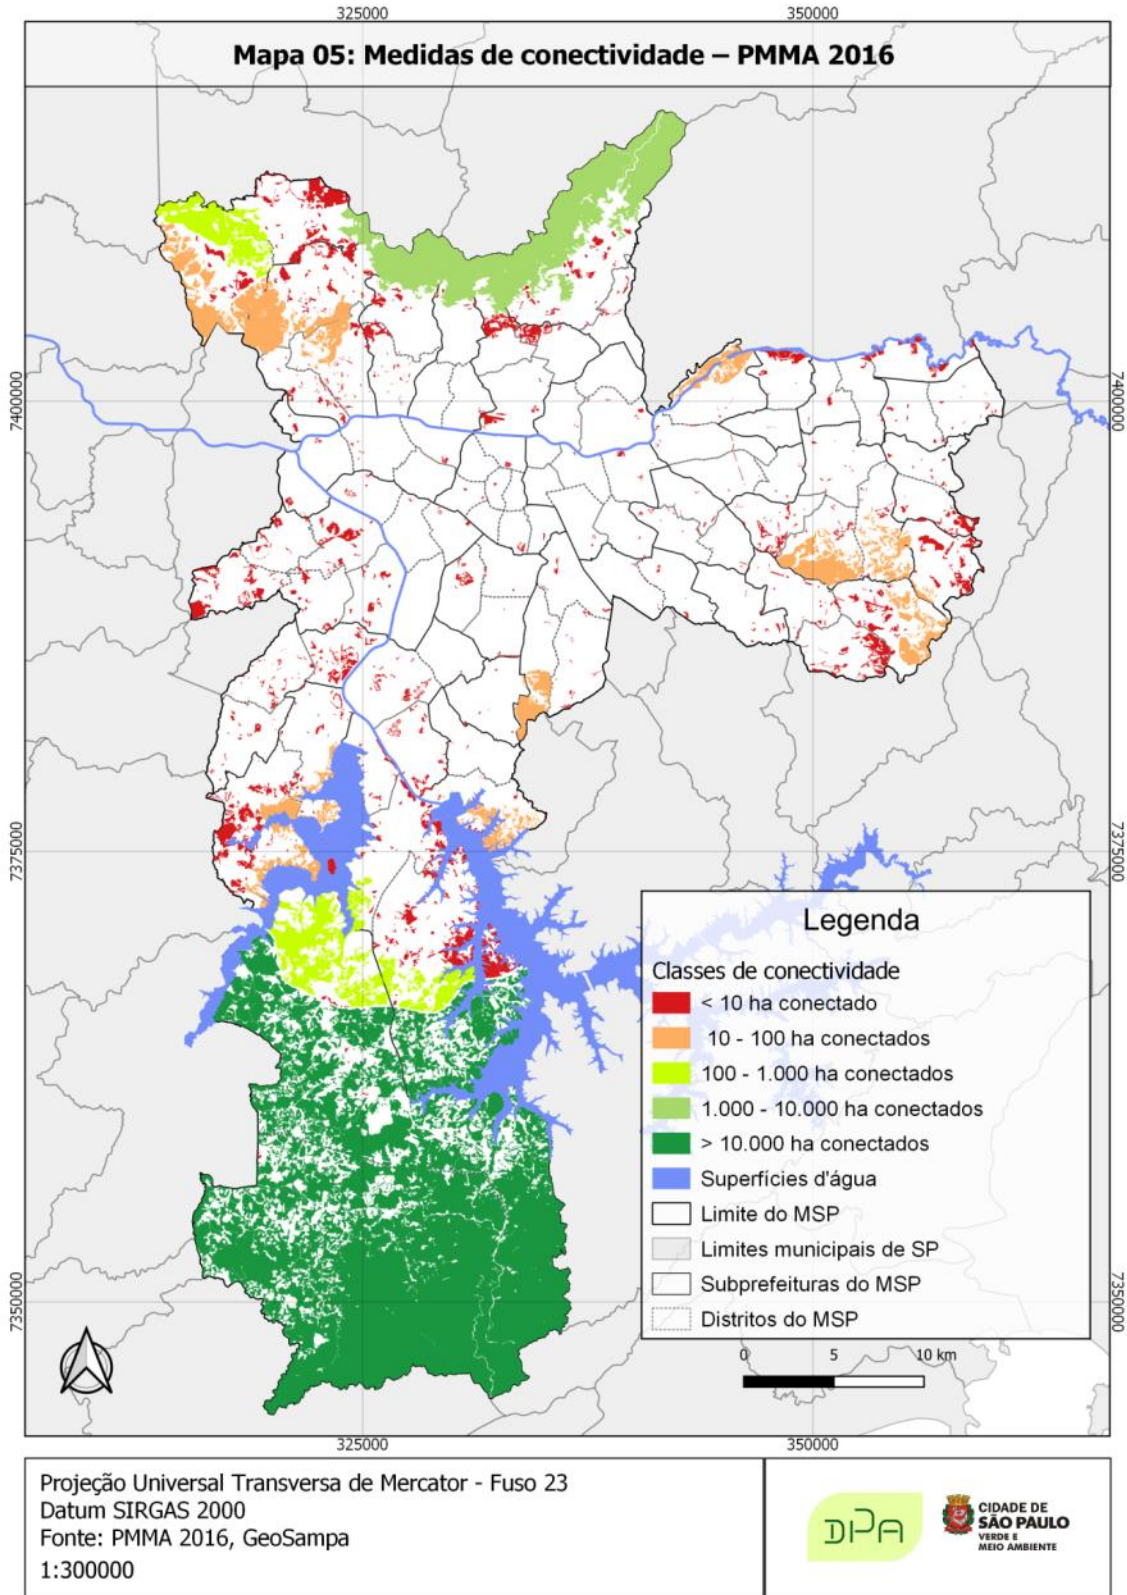 325000
350000
Mapa 05: Medidas de conectividade – PMMA 2016
7400000
7400000
7375000
7375000
Legenda
Classes de conectividade
< 10 ha conectado
10 - 100 ha conectados
100 - 1.000 ha conectados
1.000 - 10.000 ha conectados
> 10.000 ha conectados
Superfícies d'água
Limite do MSP
Limites municipais de SP
Subprefeituras do MSP
Distritos do MSP
7350000
7350000
0 5 10 km
325000
350000
Projeção Universal Transversa de Mercator - Fuso 23
Datum SIRGAS 2000
Fonte: PMMA 2016, GeoSampa
1:300000
DPA
CIDADE DE
SÃO PAULO
VERDE E
MEIO AMBIENTE